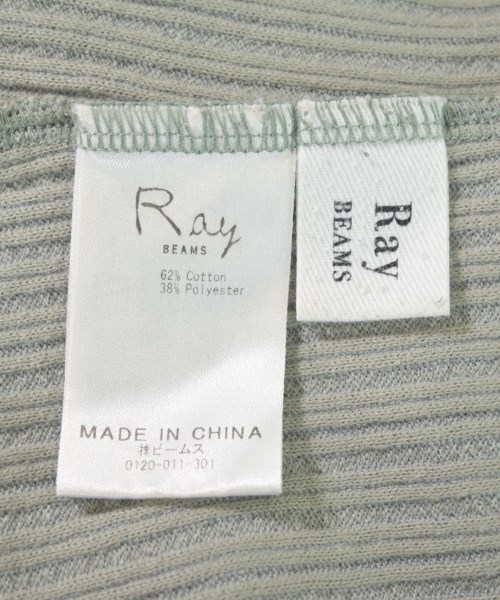 Ray
BEAMS
62% Cotton
38% Polyester
MADE IN CHINA
㈱ビームス
0120-011-301
Ray
BEAMS